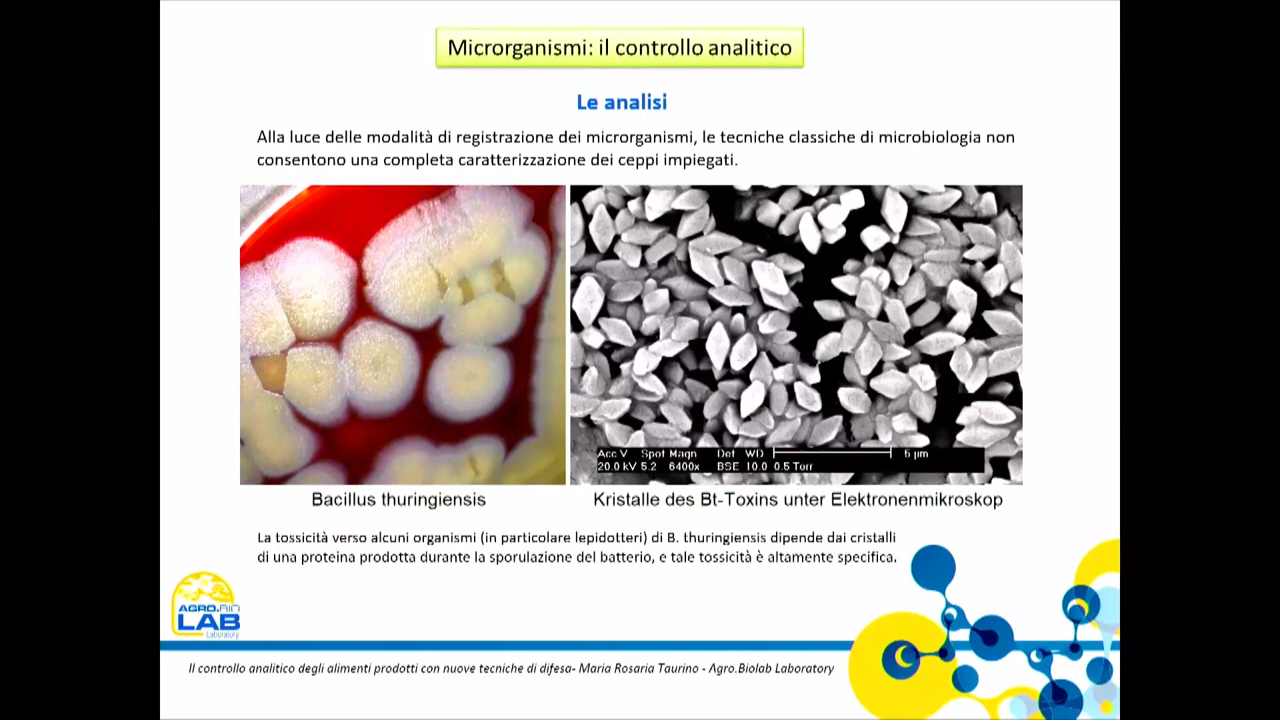 Microrganismi: il controllo analitico
Le analisi
Alla luce delle modalità di registrazione dei microrganismi, le tecniche classiche di microbiologia non
consentono una completa caratterizzazione dei ceppi impiegati.
Acc V Spot Magn Det WD 5 µm
20.0 kV 5.2 6400x BSE 10.0 0.5 Torr
Bacillus thuringiensis
Kristalle des Bt-Toxins unter Elektronenmikroskop
La tossicità verso alcuni organismi (in particolare lepidotteri) di B. thuringiensis dipende dai cristalli
di una proteina prodotta durante la sporulazione del batterio, e tale tossicità è altamente specifica.
AGRO.BIO
LAB
Laboratory
Il controllo analitico degli alimenti prodotti con nuove tecniche di difesa- Maria Rosaria Taurino - Agro.Biolab Laboratory